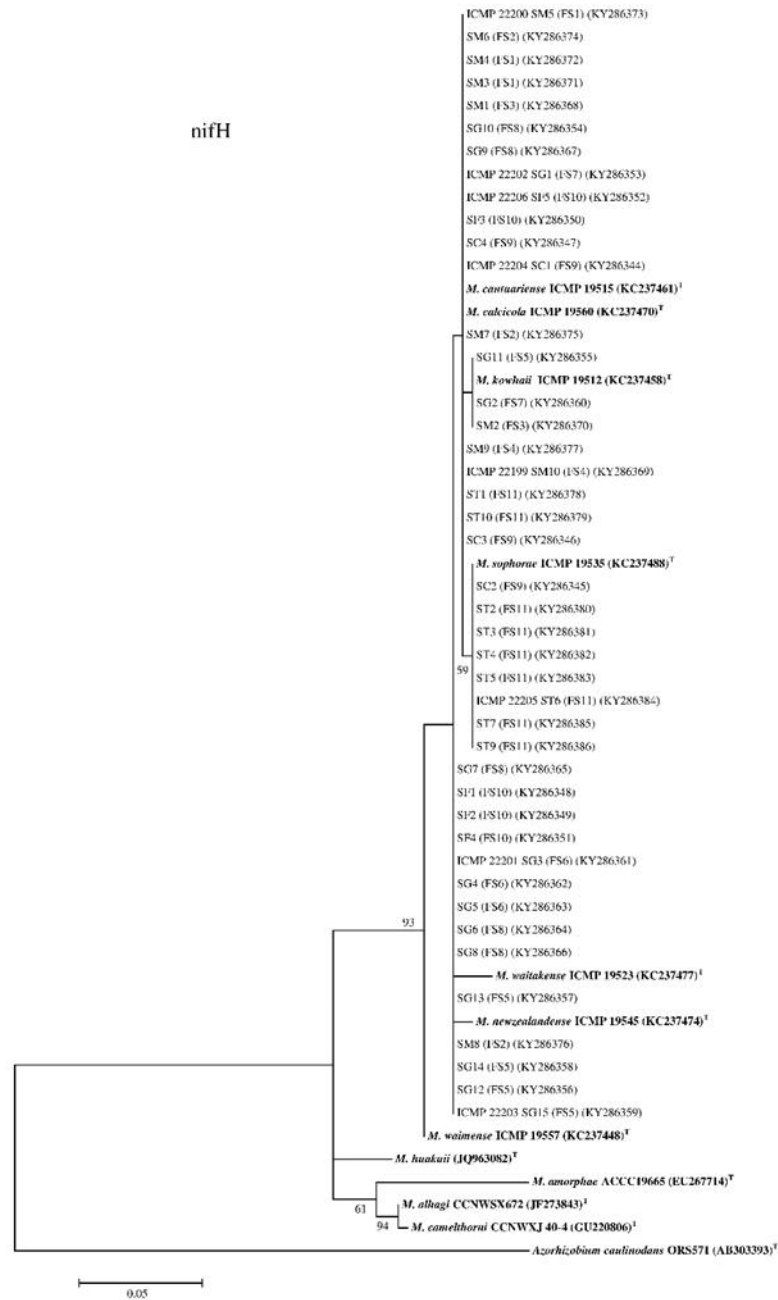 ICMP 22200 SM5 (FS1) (KY286373)
SM6 (FS2) (KY286374)
SM4 (FS1) (KY286372)
SM3 (FS1) (KY286371)
SM1 (FS3) (KY286368)
nifH
SG10 (FS8) (KY286354)
SG9 (FS8) (KY286367)
ICMP 22202 SG1 (FS7) (KY286353)
ICMP 22206 SF5 (FS10) (KY286352)
SF3 (FS10) (KY286350)
SC4 (FS9) (KY286347)
ICMP 22204 SC1 (FS9) (KY286344)
M. cantuariense ICMP 19515 (KC237461)T
M. calcicola ICMP 19560 (KC237470)T
SM7 (FS2) (KY286375)
SG11 (FS5) (KY286355)
M. kowhaii ICMP 19512 (KC237458)T
SG2 (FS7) (KY286360)
SM2 (FS3) (KY286370)
SM9 (FS4) (KY286377)
ICMP 22199 SM10 (FS4) (KY286369)
ST1 (FS11) (KY286378)
ST10 (FS11) (KY286379)
SC3 (FS9) (KY286346)
M. sophorae ICMP 19535 (KC237488)T
SC2 (FS9) (KY286345)
ST2 (FS11) (KY286380)
ST3 (FS11) (KY286381)
ST4 (FS11) (KY286382)
59
ST5 (FS11) (KY286383)
ICMP 22205 ST6 (FS11) (KY286384)
ST7 (FS11) (KY286385)
ST9 (FS11) (KY286386)
SG7 (FS8) (KY286365)
SF1 (FS10) (KY286348)
SF2 (FS10) (KY286349)
SF4 (FS10) (KY286351)
ICMP 22201 SG3 (FS6) (KY286361)
SG4 (FS6) (KY286362)
SG5 (FS6) (KY286363)
93
SG6 (FS8) (KY286364)
SG8 (FS8) (KY286366)
M. waitakense ICMP 19523 (KC237477)T
SG13 (FS5) (KY286357)
M. newzealandense ICMP 19545 (KC237474)T
SM8 (FS2) (KY286376)
SG14 (FS5) (KY286358)
SG12 (FS5) (KY286356)
ICMP 22203 SG15 (FS5) (KY286359)
M. waimense ICMP 19557 (KC237448)T
M. huakuii (JQ963082)T
M. amorphae ACCC19665 (EU267714)T
61
M. alhagi CCNWSX672 (JF273843)T
94
M. camelthorni CCNWXJ 40-4 (GU220806)T
Azorhizobium caulinodans ORS571 (AB303393)T
0.05